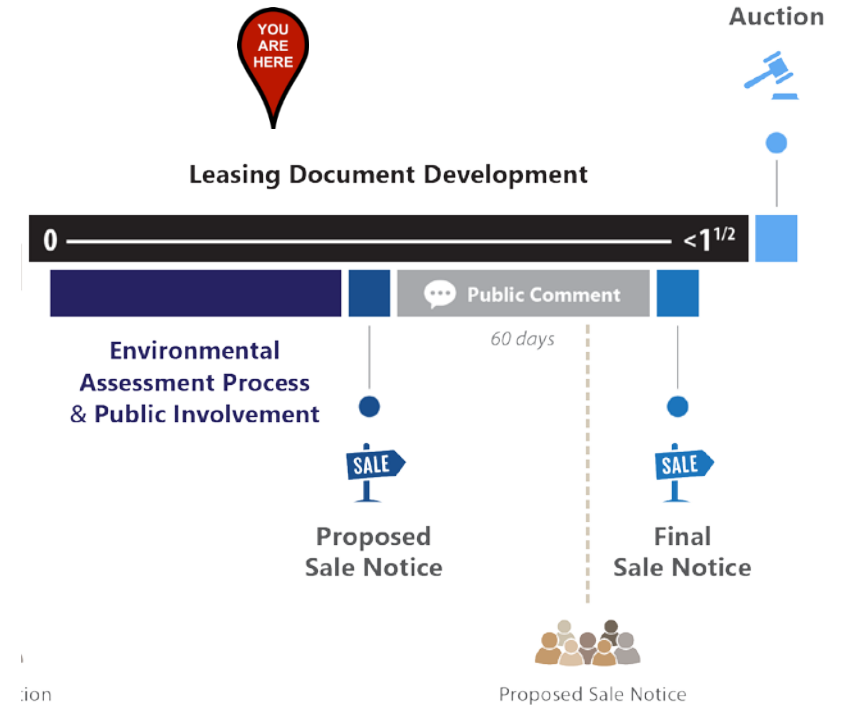 Auction
YOU
ARE
HERE
Leasing Document Development
0 <1 1/2
Public Comment
60 days
Environmental
Assessment Process
& Public Involvement
SALE
SALE
Proposed
Sale Notice
Final
Sale Notice
Proposed Sale Notice